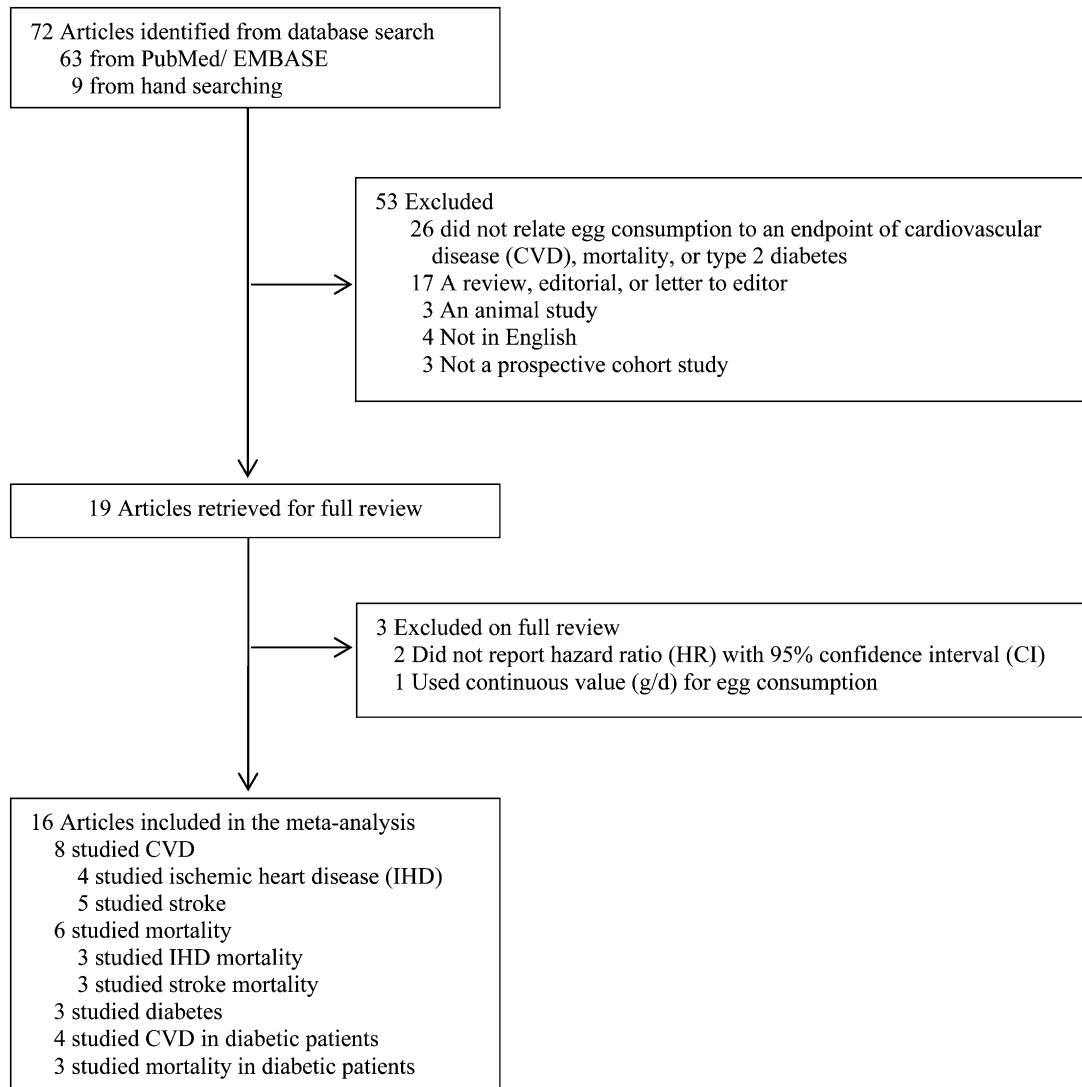 72 Articles identified from database search
63 from PubMed/ EMBASE
9 from hand searching
53 Excluded
26 did not relate egg consumption to an endpoint of cardiovascular
disease (CVD), mortality, or type 2 diabetes
17 A review, editorial, or letter to editor
3 An animal study
4 Not in English
3 Not a prospective cohort study
19 Articles retrieved for full review
3 Excluded on full review
2 Did not report hazard ratio (HR) with 95% confidence interval (CI)
1 Used continuous value (g/d) for egg consumption
16 Articles included in the meta-analysis
8 studied CVD
4 studied ischemic heart disease (IHD)
5 studied stroke
6 studied mortality
3 studied IHD mortality
3 studied stroke mortality
3 studied diabetes
4 studied CVD in diabetic patients
3 studied mortality in diabetic patients